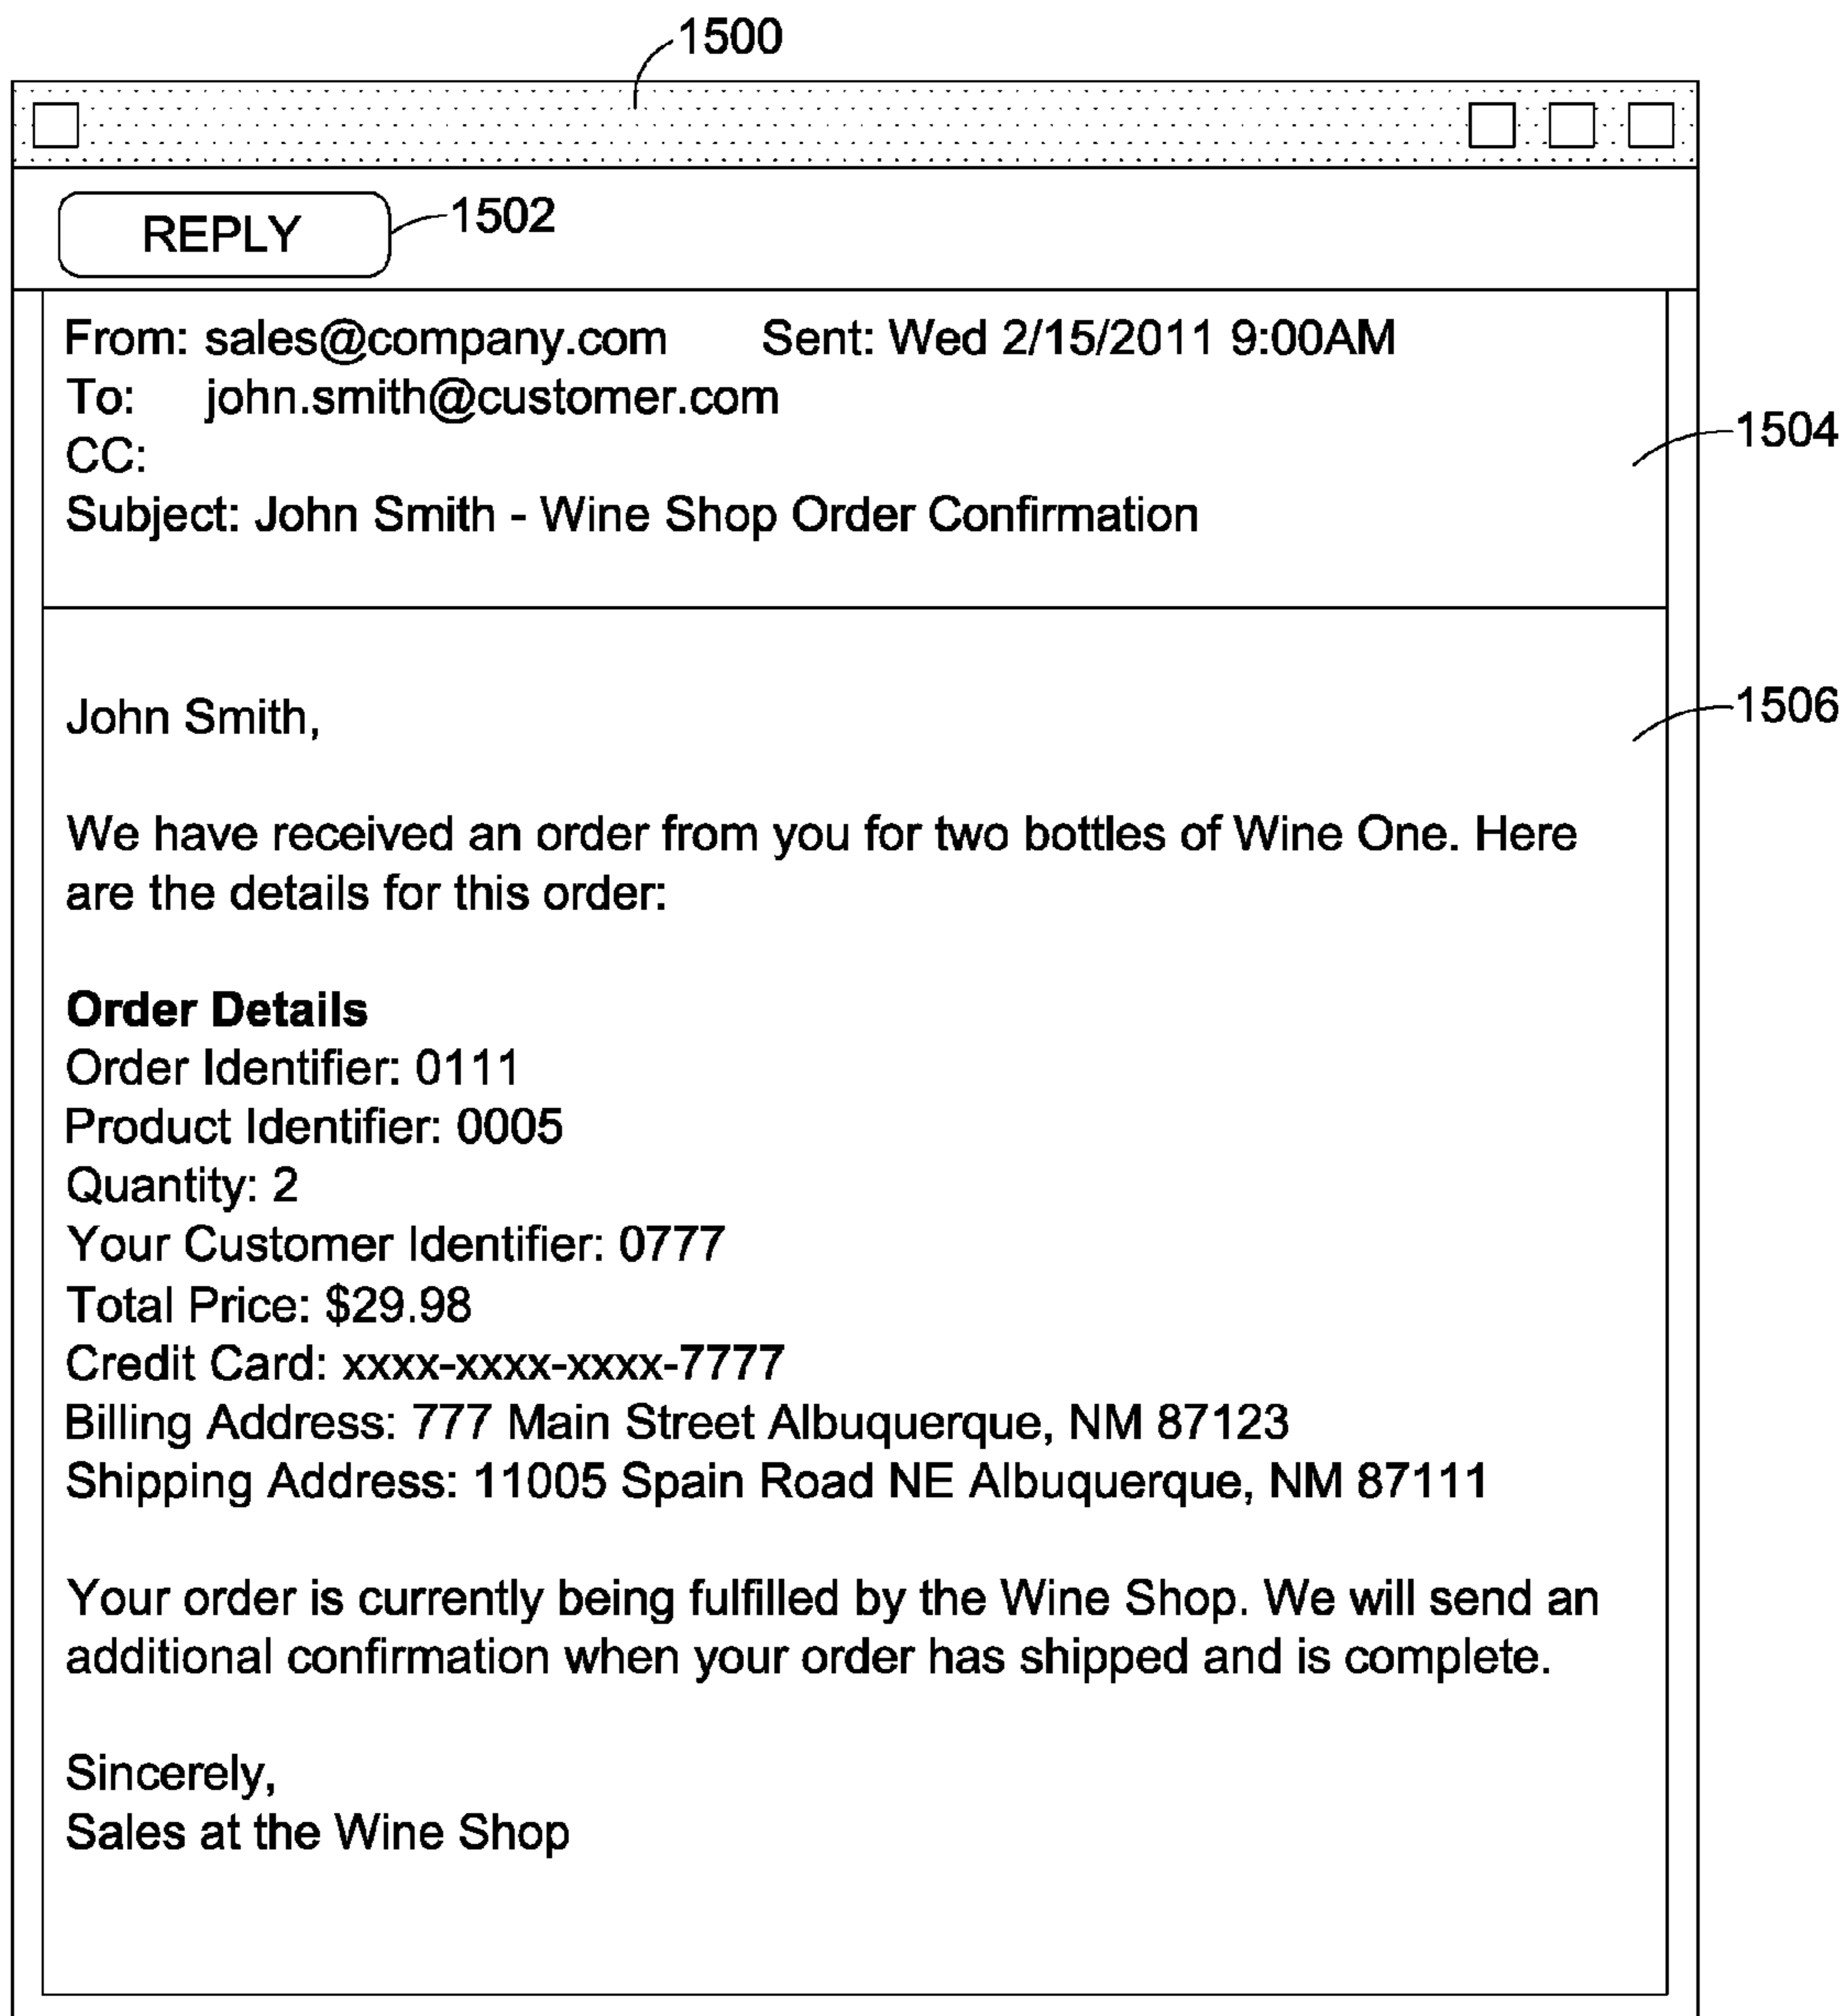 1500
REPLY
1502
From: sales@company.com Sent: Wed 2/15/2011 9:00AM
To: john.smith@customer.com
CC:
1504
Subject: John Smith - Wine Shop Order Confirmation
John Smith,
1506
We have received an order from you for two bottles of Wine One. Here
are the details for this order:
Order Details
Order Identifier: 0111
Product Identifier: 0005
Quantity: 2
Your Customer Identifier: 0777
Total Price: $29.98
Credit Card: xxxx-xxxx-xxxx-7777
Billing Address: 777 Main Street Albuquerque, NM 87123
Shipping Address: 11005 Spain Road NE Albuquerque, NM 87111
Your order is currently being fulfilled by the Wine Shop. We will send an
additional confirmation when your order has shipped and is complete.
Sincerely,
Sales at the Wine Shop